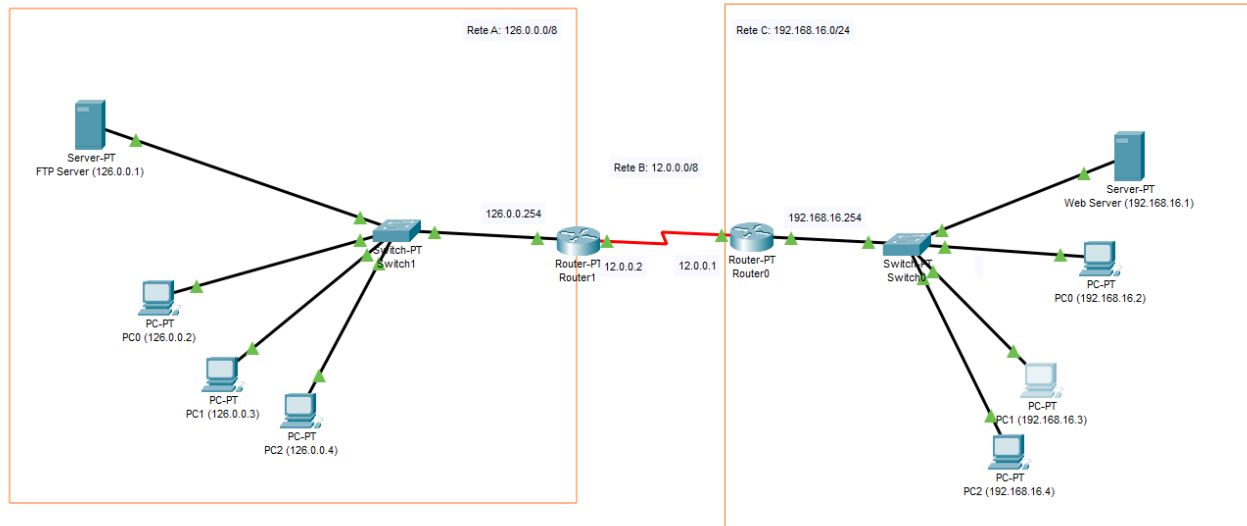 Rete A: 126.0.0.0/8
Rete C: 192.168.16.0/24
Server-PT
FTP Server (126.0.0.1)
Rete B: 12.0.0.0/8
Server-PT
Web Server (192.168.16.1)
126.0.0.254
192.168.16.254
Switch-PT
Switch1
Router-PT
Router1
12.0.0.2
12.0.0.1
Router-PT
Router0
Switch-PT
Switch0
PC-PT
PC0 (192.168.16.2)
PC-PT
PC0 (126.0.0.2)
PC-PT
PC1 (126.0.0.3)
PC-PT
PC1 (192.168.16.3)
PC-PT
PC2 (126.0.0.4)
PC-PT
PC2 (192.168.16.4)